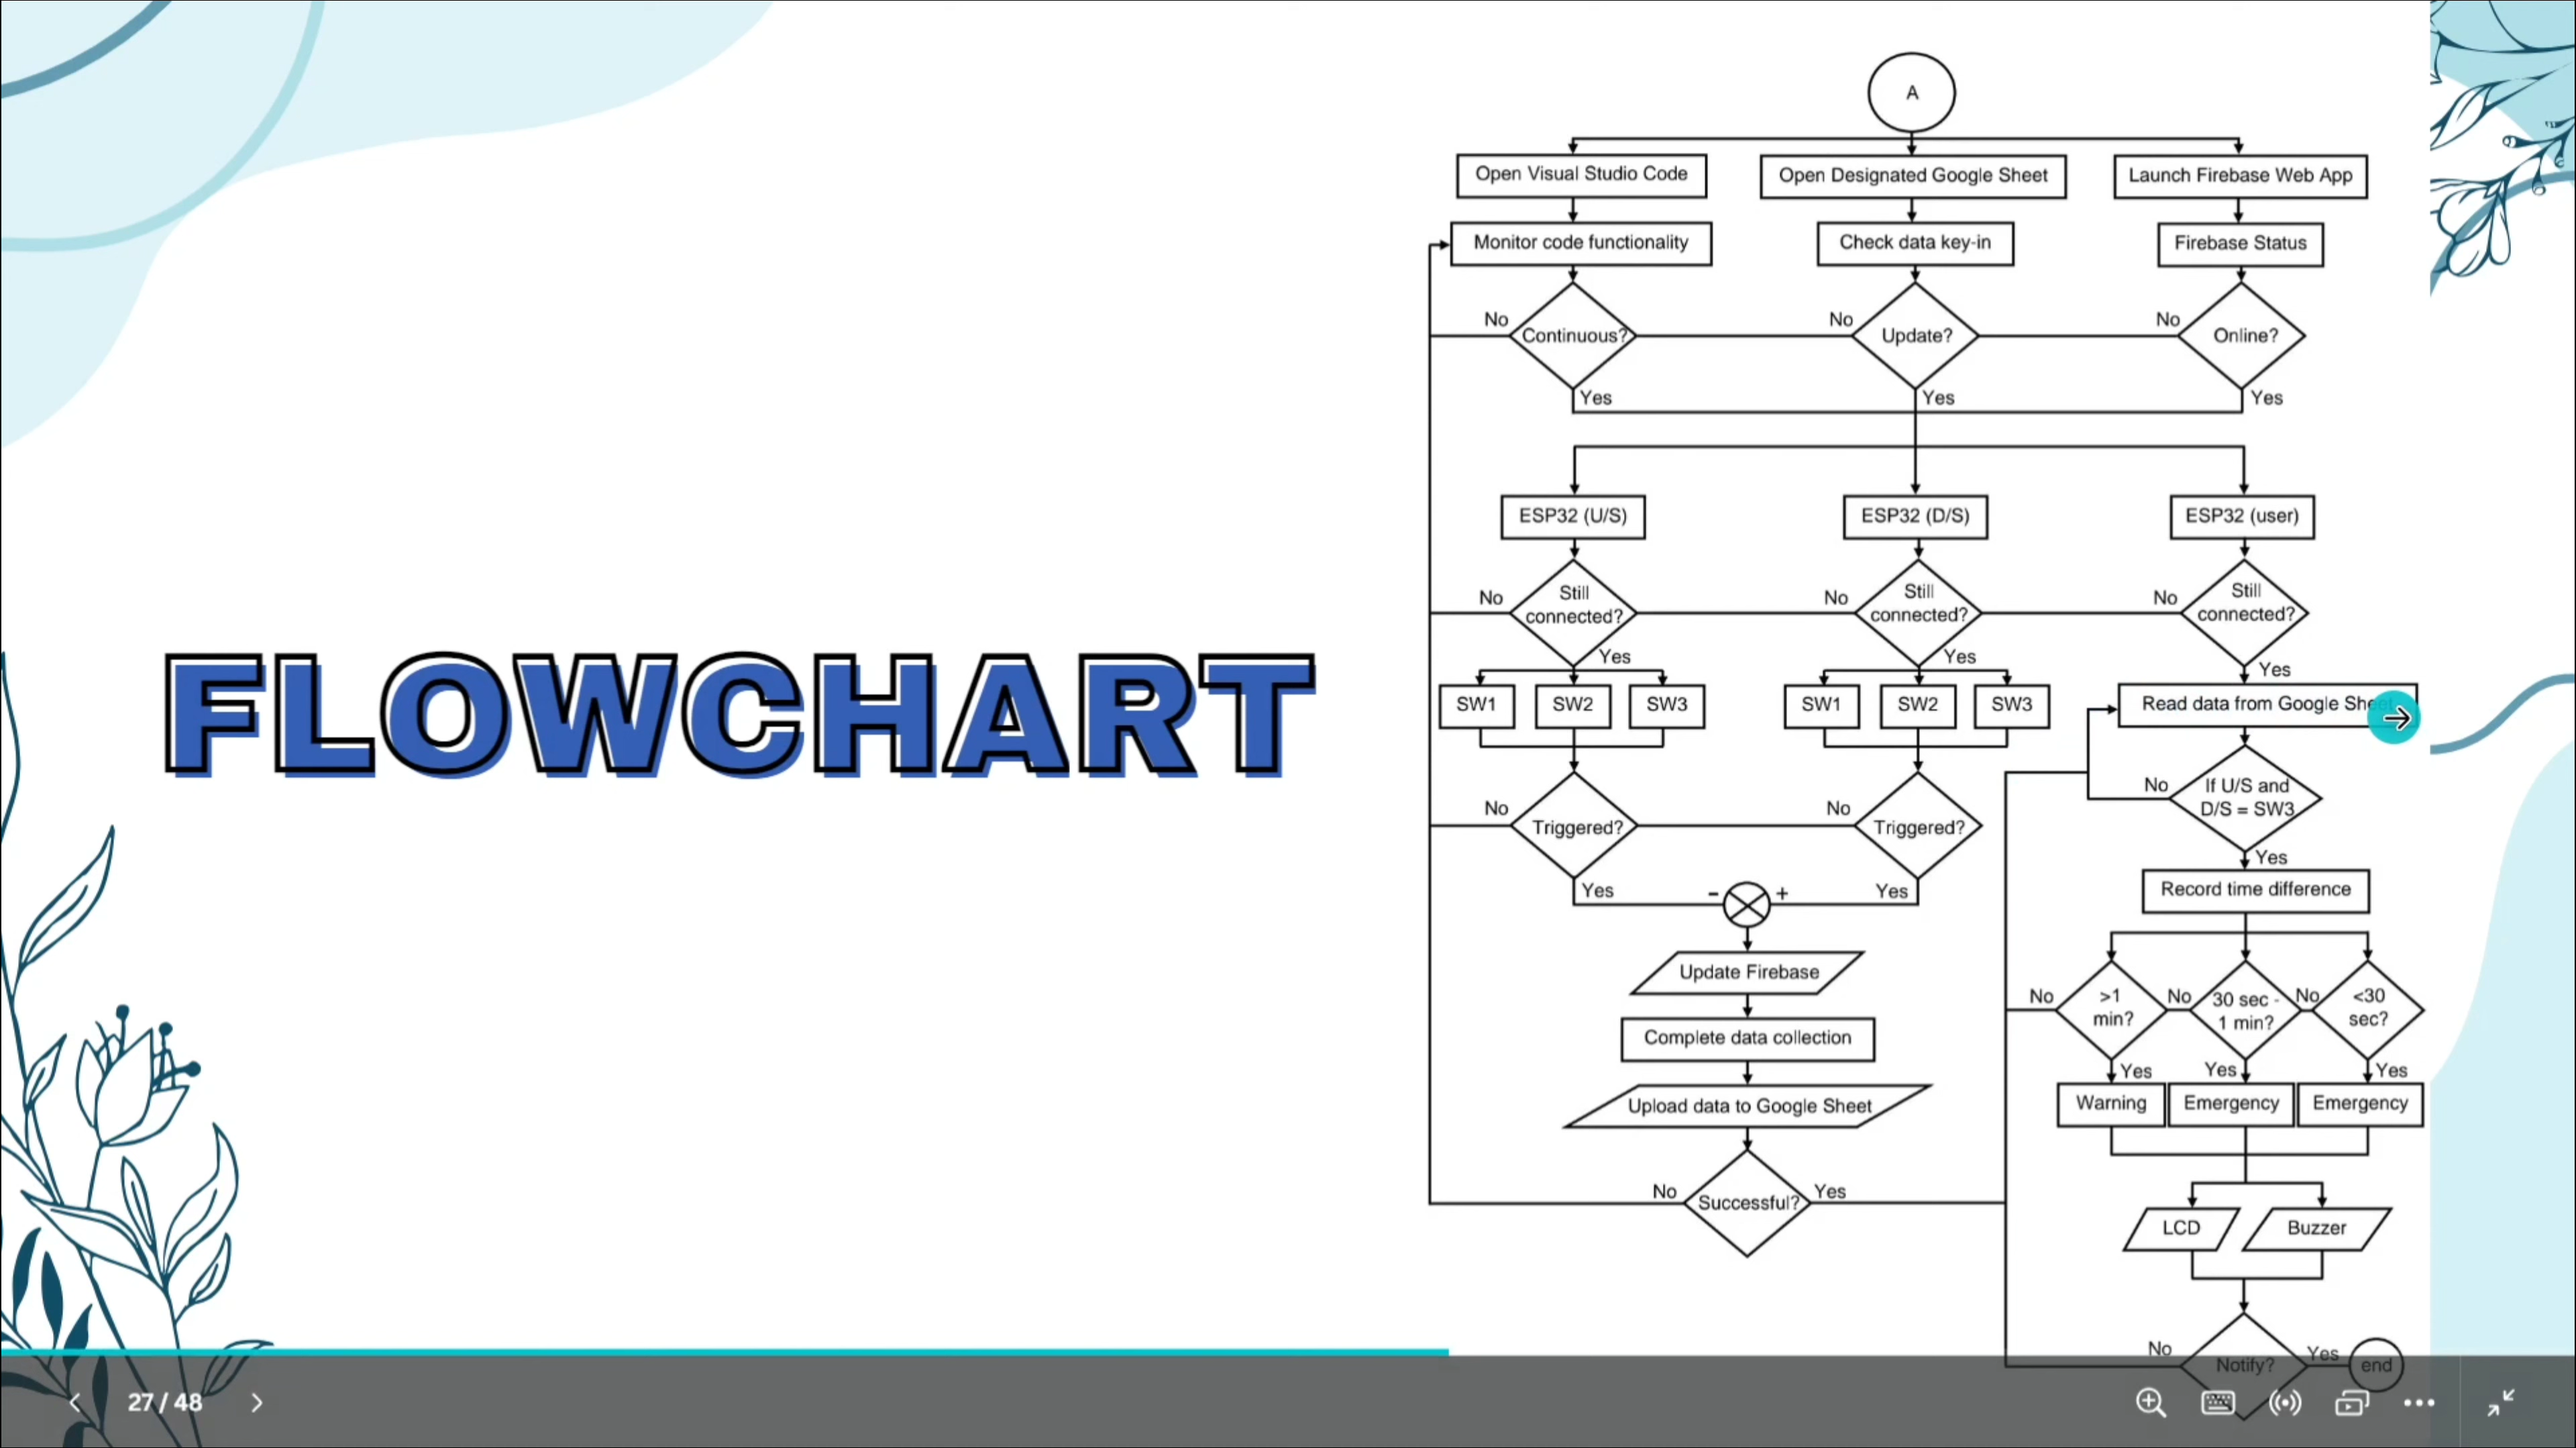 FLOWCHART
A
Open Visual Studio Code
Open Designated Google Sheet
Launch Firebase Web App
Monitor code functionality
Check data key-in
Firebase Status
No
Continuous?
No
Update?
No
Online?
Yes
Yes
Yes
ESP32 (U/S)
ESP32 (D/S)
ESP32 (user)
No
Still
connected?
No
Still
connected?
No
Still
connected?
Yes
Yes
Yes
SW1
SW2
SW3
SW1
SW2
SW3
Read data from Google Sheet
No
Triggered?
No
Triggered?
No
If U/S and
D/S = SW3
Yes
Yes
-
+
Yes
Record time difference
Update Firebase
Complete data collection
Upload data to Google Sheet
No
Successful?
Yes
No
>1
min?
No
30 sec -
1 min?
No
<30
sec?
Yes
Yes
Yes
Warning
Emergency
Emergency
LCD
Buzzer
No
Notify?
Yes
end
27 / 48